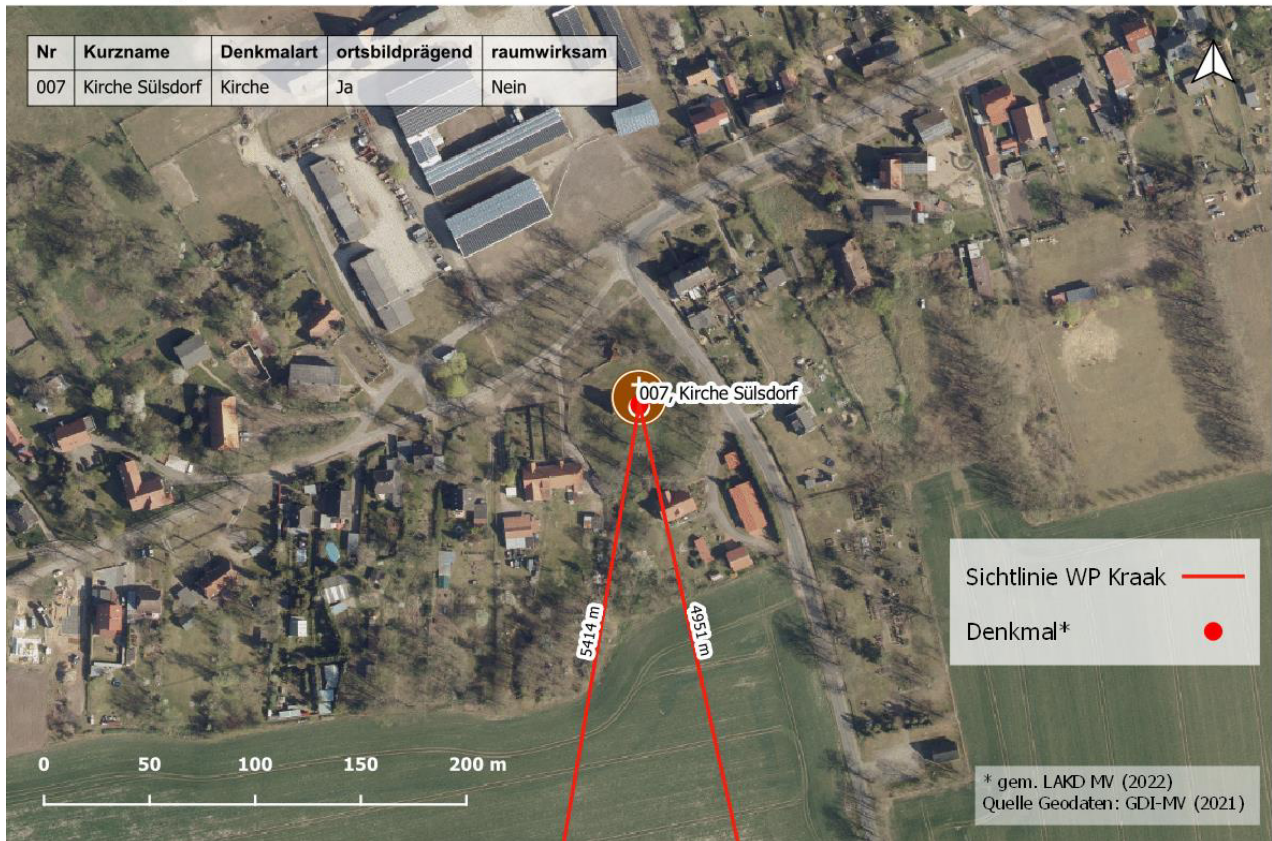 Nr Kurzname Denkmalart ortsbildprägend raumwirksam
007 Kirche Sülsdorf Kirche Ja Nein
007, Kirche Sülsdorf
5414 m
4951 m
Sichtlinie WP Kraak
Denkmal*
0 50 100 150 200 m
* gem. LAKD MV (2022)
Quelle Geodaten: GDI-MV (2021)